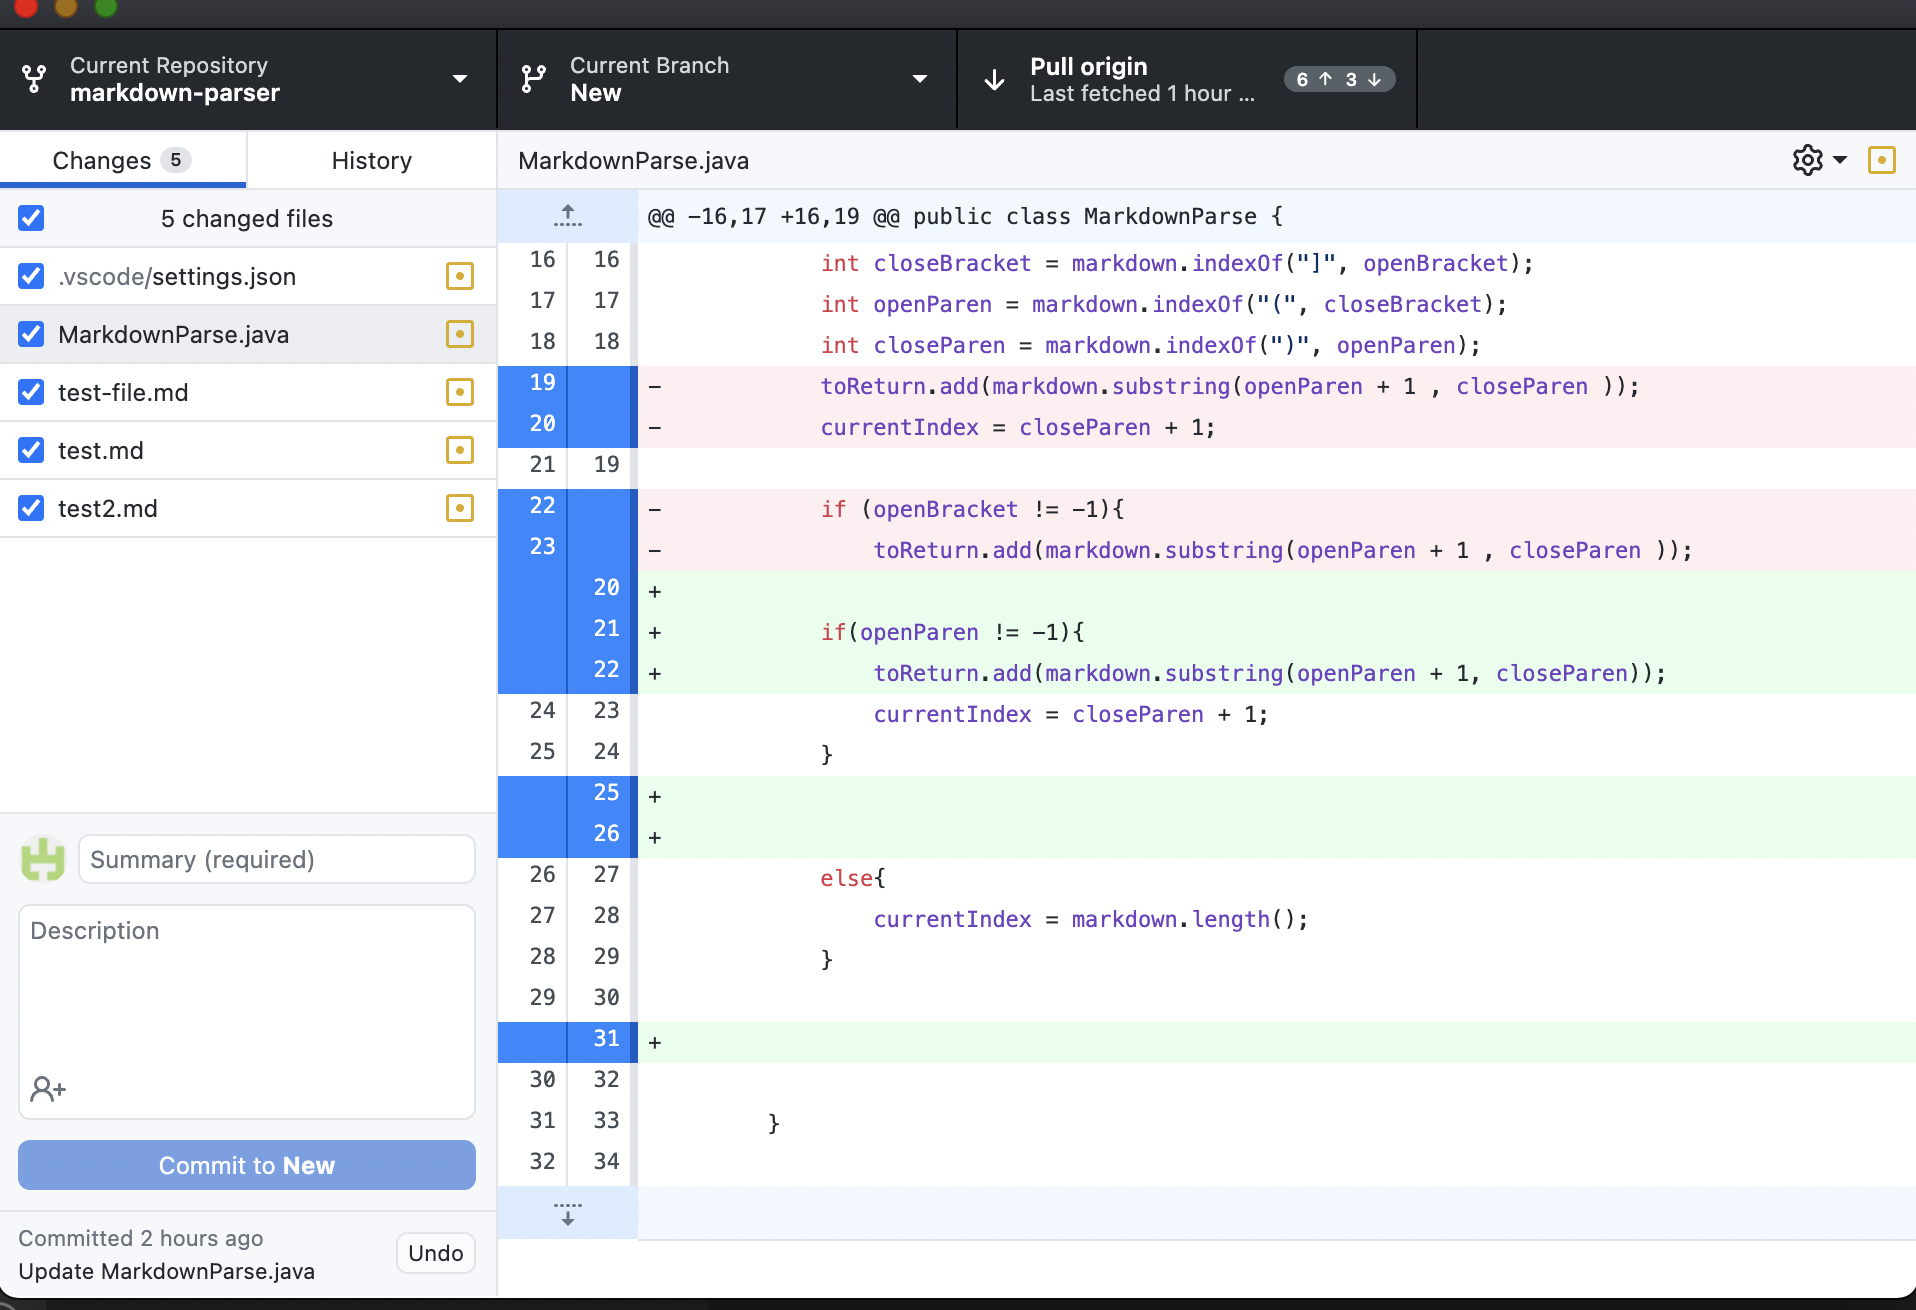 Current Repository
markdown-parser
Current Branch
New
Pull origin
Last fetched 1 hour ...
6 ↑ 3 ↓
Changes 5
History
5 changed files
.vscode/settings.json
MarkdownParse.java
test-file.md
test.md
test2.md
Summary (required)
Description
Commit to New
Committed 2 hours ago
Update MarkdownParse.java
Undo
MarkdownParse.java
@@ -16,17 +16,19 @@ public class MarkdownParse {
16 16 int closeBracket = markdown.indexOf("]", openBracket);
17 17 int openParen = markdown.indexOf("(", closeBracket);
18 18 int closeParen = markdown.indexOf(")", openParen);
19 - toReturn.add(markdown.substring(openParen + 1 , closeParen ));
20 - currentIndex = closeParen + 1;
21 19
22 - if (openBracket != -1){
23 - toReturn.add(markdown.substring(openParen + 1 , closeParen ));
20 +
21 + if(openParen != -1){
22 + toReturn.add(markdown.substring(openParen + 1, closeParen));
24 23 currentIndex = closeParen + 1;
25 24 }
25 +
26 +
26 27 else{
27 28 currentIndex = markdown.length();
28 29 }
29 30
31 +
30 32
31 33 }
32 34